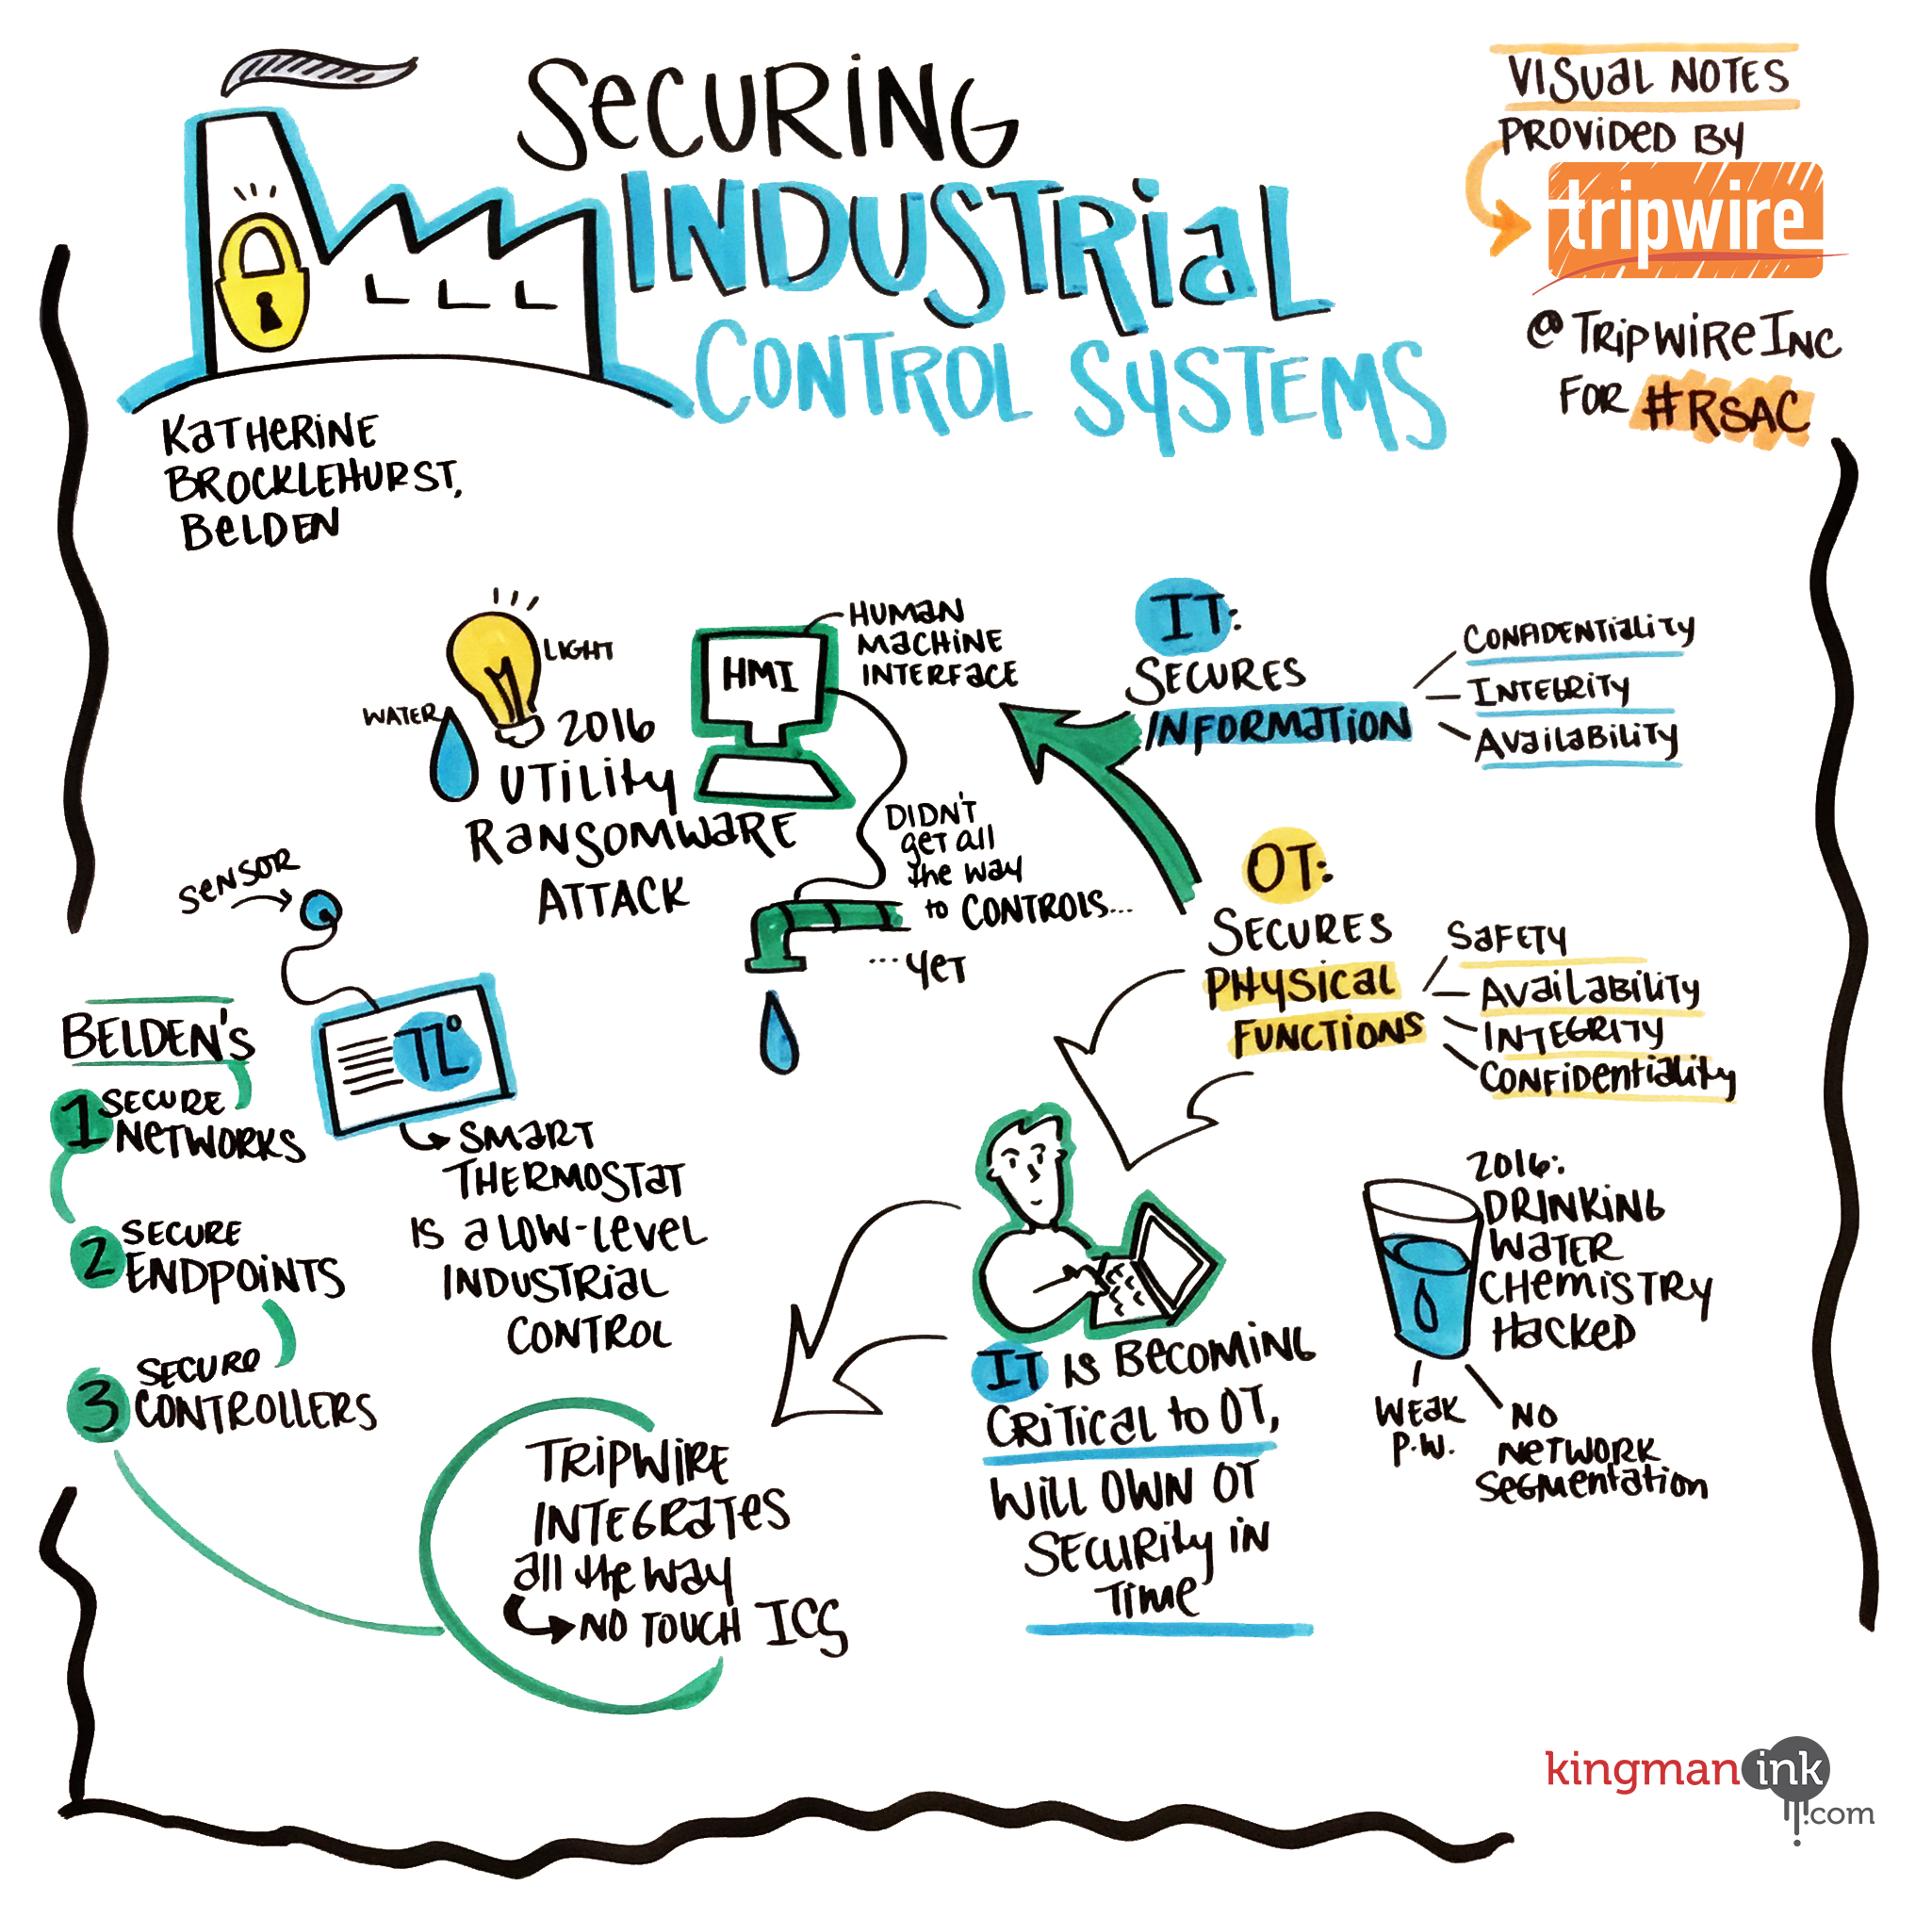 SECURING
INDUSTRIAL
CONTROL SYSTEMS
VISUAL NOTES
PROVIDED BY
tripwire
@TRIPWIREINC
FOR #RSAC
KATHERINE
BROCKLEHURST,
BELDEN
LIGHT
WATER
2016
UTILITY
RANSOMWARE
ATTACK
HMI
HUMAN
MACHINE
INTERFACE
DIDN'T
get all
the way
to CONTROLS...
...YET
IT:
SECURES
INFORMATION
CONFIDENTIALITY
INTEGRITY
AVAILABILITY
OT:
SECURES
PHYSICAL
FUNCTIONS
SAFETY
AVAILABILITY
INTEGRITY
CONFIDENTIALITY
SENSOR
72°
SMART
THERMOSTAT
IS A LOW-LEVEL
INDUSTRIAL
CONTROL
BELDEN'S
1 SECURE
NETWORKS
2 SECURE
ENDPOINTS
3 SECURE
CONTROLLERS
TRIPWIRE
INTEGRATES
all the way
NO TOUCH ICS
IT IS BECOMING
CRITICAL to OT,
WILL OWN OT
SECURITY IN
TIME
2016:
DRINKING
WATER
CHEMISTRY
HACKED
WEAK
P.W.
NO
NETWORK
SEGMENTATION
kingman ink
.com